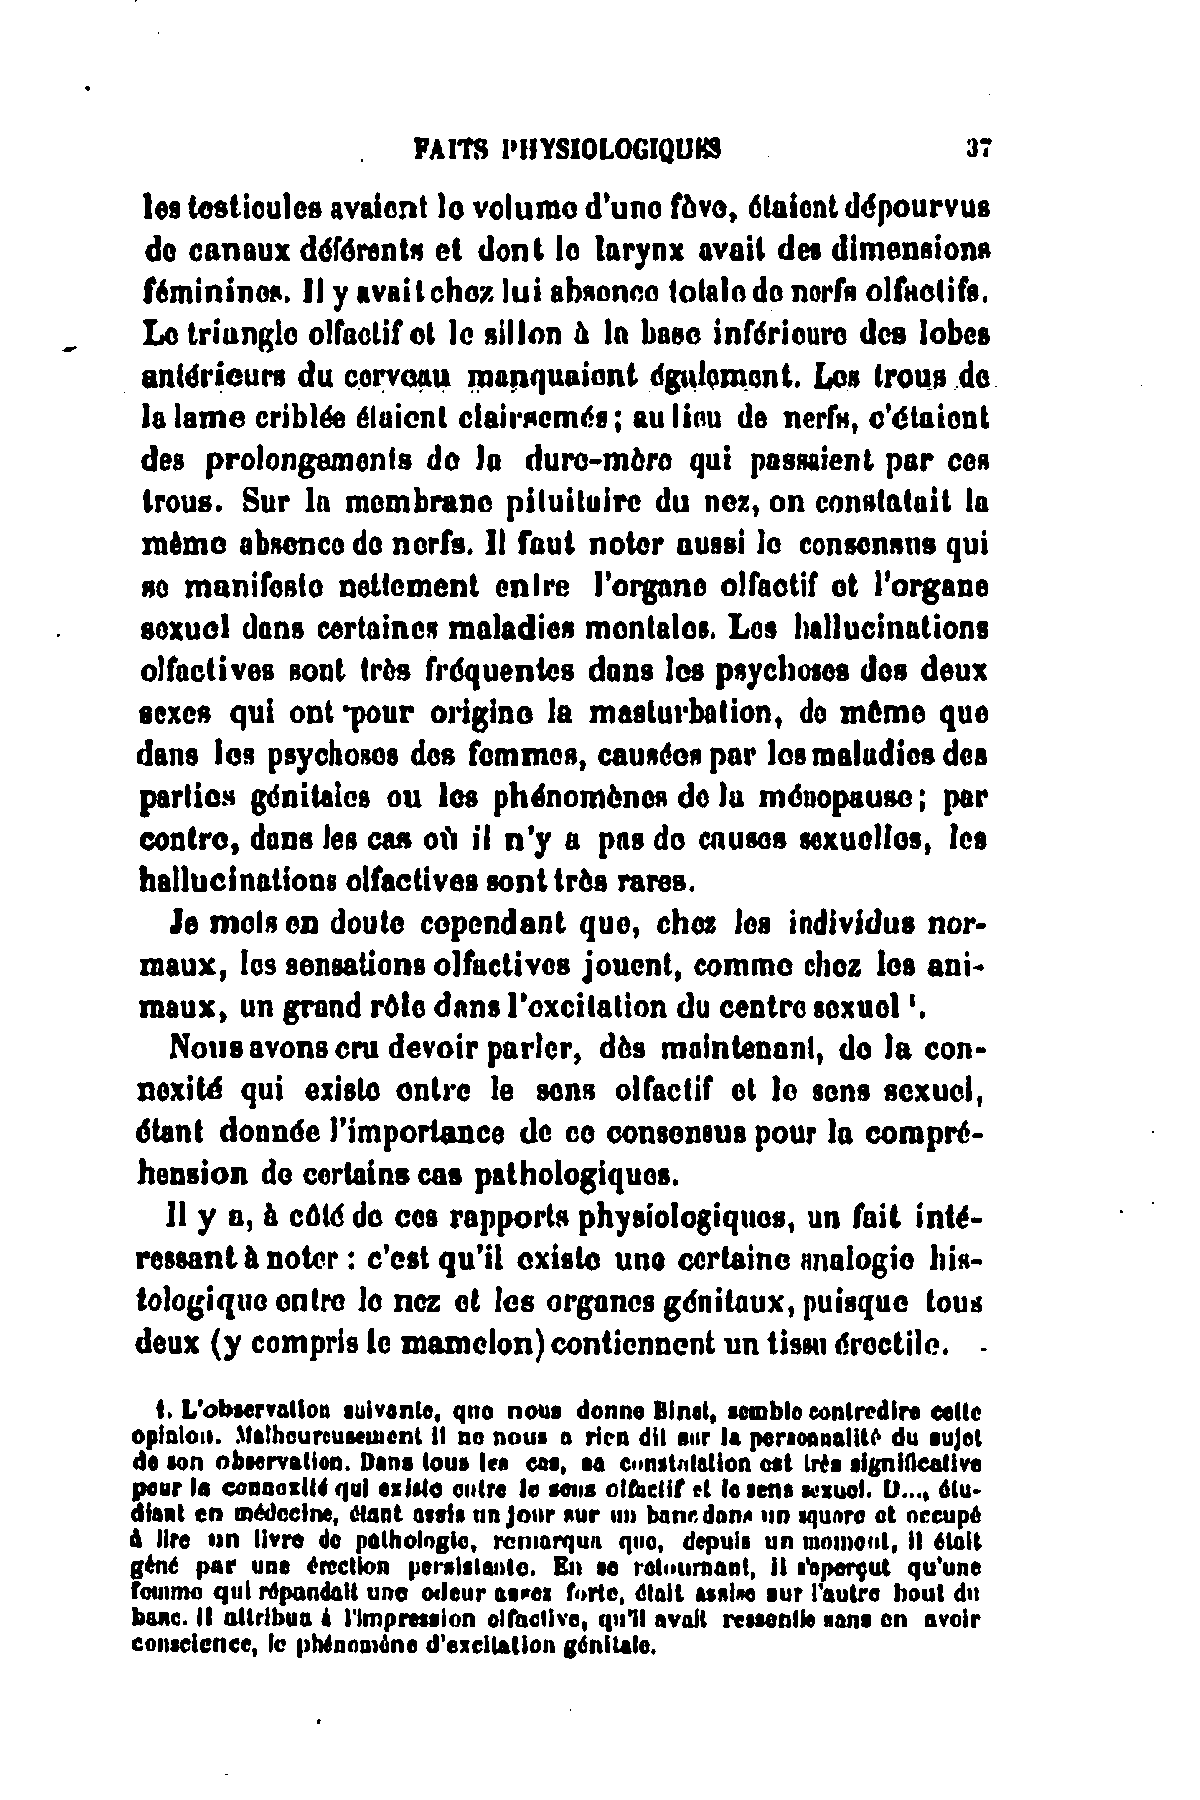 FAITS PHYSIOLOGIQUES 37
les testicules avaient le volume d'une fève, étaient dépourvus
de canaux déférents et dont le larynx avait des dimensions
féminines. Il y avait chez lui absence totale de nerfs olfactifs.
Le triangle olfactif et le sillon à la base inférieure des lobes
antérieurs du cerveau manquaient également. Les trous de
la lame criblée étaient clairsemés ; au lieu de nerfs, c'étaient
des prolongements de la dure-mère qui passaient par ces
trous. Sur la membrane pituitaire du nez, on constatait la
même absence de nerfs. Il faut noter aussi le consensus qui
se manifeste nettement entre l'organe olfactif et l'organe
sexuel dans certaines maladies mentales. Les hallucinations
olfactives sont très fréquentes dans les psychoses des deux
sexes qui ont pour origine la masturbation, de même que
dans les psychoses des femmes, causées par les maladies des
parties génitales ou les phénomènes de la ménopause ; par
contre, dans les cas où il n'y a pas de causes sexuelles, les
hallucinations olfactives sont très rares.
Je mets en doute cependant que, chez les individus nor-
maux, les sensations olfactives jouent, comme chez les ani-
maux, un grand rôle dans l'excitation du centre sexuel ¹.
Nous avons cru devoir parler, dès maintenant, de la con-
nexité qui existe entre le sens olfactif et le sens sexuel,
étant donnée l'importance de ce consensus pour la compré-
hension de certains cas pathologiques.
Il y a, à côté de ces rapports physiologiques, un fait inté-
ressant à noter : c'est qu'il existe une certaine analogie his-
tologique entre le nez et les organes génitaux, puisque tous
deux (y compris le mamelon) contiennent un tissu érectile.
1. L'observation suivante, que nous donne Binet, semble contredire cette
opinion. Malheureusement il ne nous a rien dit sur la personnalité du sujet
de son observation. Dans tous les cas, sa constatation est très significative
pour la connexité qui existe entre le sens olfactif et le sens sexuel. D..., étu-
diant en médecine, étant assis un jour sur un banc dans un square et occupé
à lire un livre de pathologie, remarqua que, depuis un moment, il était
gêné par une érection persistante. En se retournant, il s'aperçut qu'une
femme qui répandait une odeur assez forte, était assise sur l'autre bout du
banc. Il attribua à l'impression olfactive, qu'il avait ressentie sans en avoir
conscience, le phénomène d'excitation génitale.